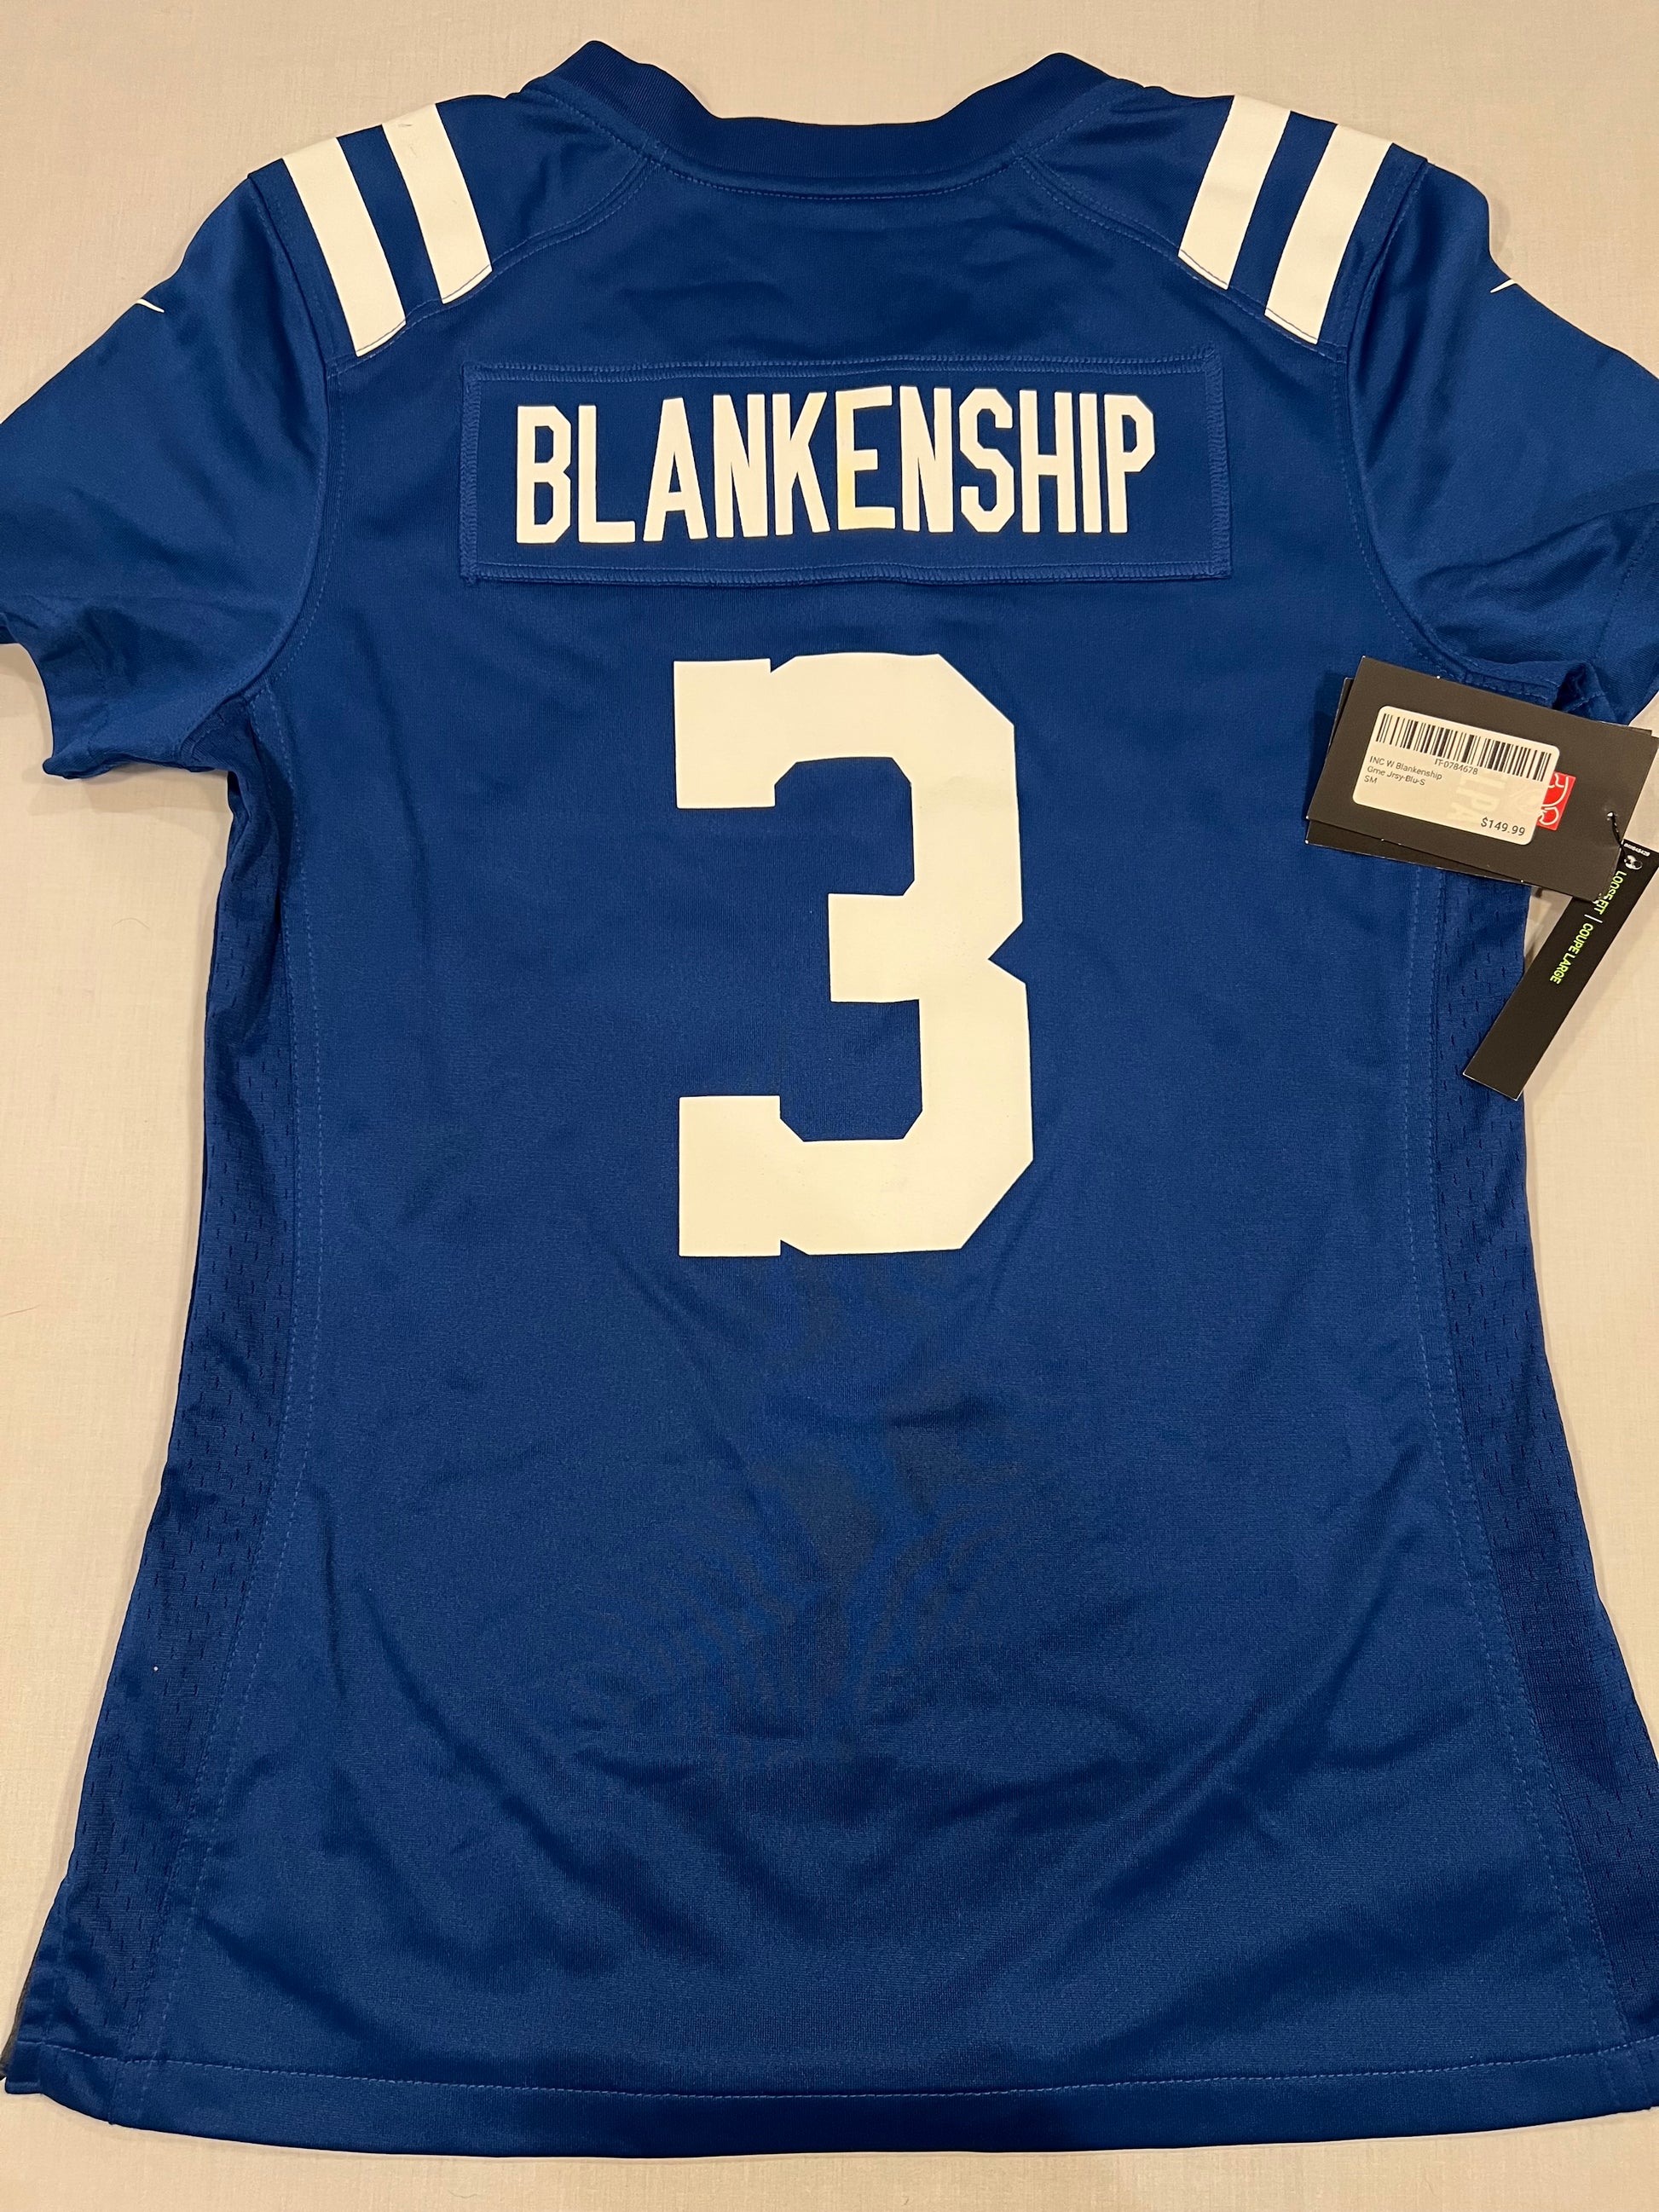 BLANKENSHIP
3
IT-0784678
INC W Blankenship
Gme Jrsy-Blu-S
SM
$149.99
LOOSE FIT | COUPE LARGE